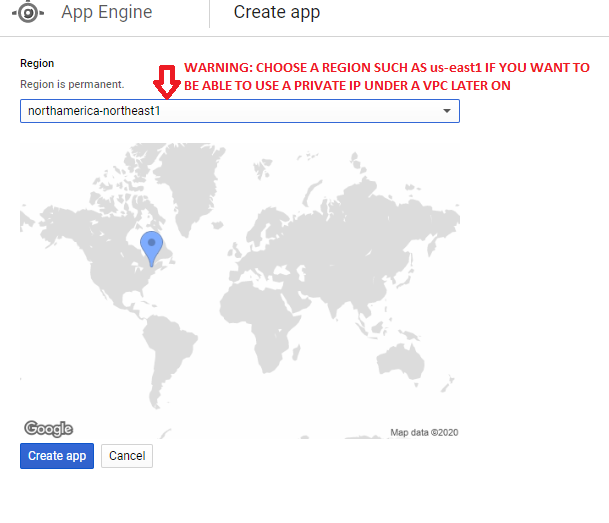 App Engine
Create app
Region
Region is permanent.
WARNING: CHOOSE A REGION SUCH AS us-east1 IF YOU WANT TO
BE ABLE TO USE A PRIVATE IP UNDER A VPC LATER ON
northamerica-northeast1
Google
Map data ©2020
Create app
Cancel